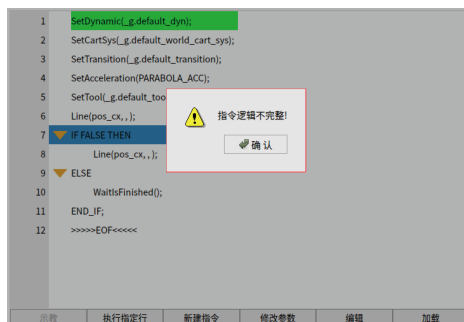 1 SetDynamic(_g.default_dyn);
2 SetCartSys(_g.default_world_cart_sys);
3 SetTransition(_g.default_transition);
4 SetAcceleration(PARABOLA_ACC);
5 SetTool(_g.default_too
6 Line(pos_cx, , );
7 IF FALSE THEN
8 Line(pos_cx, , );
9 ELSE
10 WaitIsFinished();
11 END_IF;
12 >>>>>EOF<<<<<
指令逻辑不完整!
确 认
示教 执行指定行 新建指令 修改参数 编辑 加载